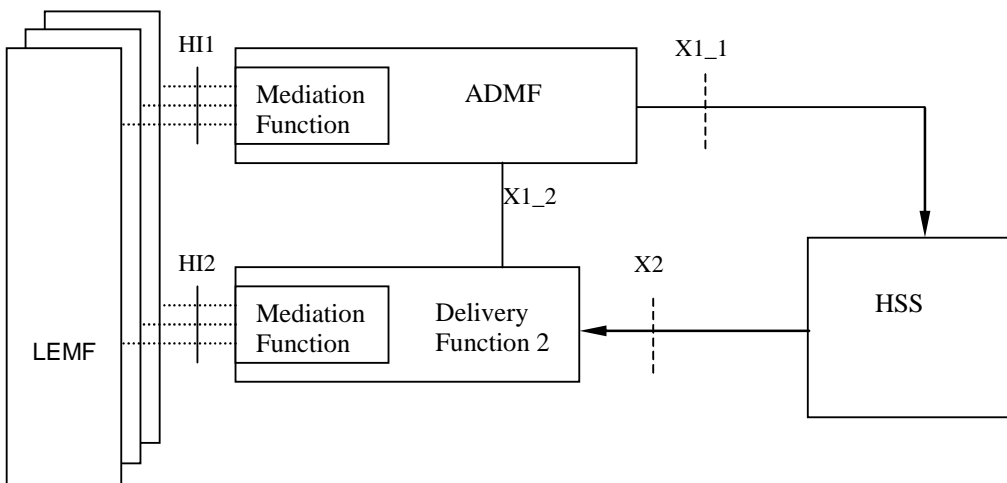 HI1
X1_1
Mediation
Function
ADMF
X1_2
HI2
X2
Mediation
Function
Delivery
Function 2
HSS
LEMF